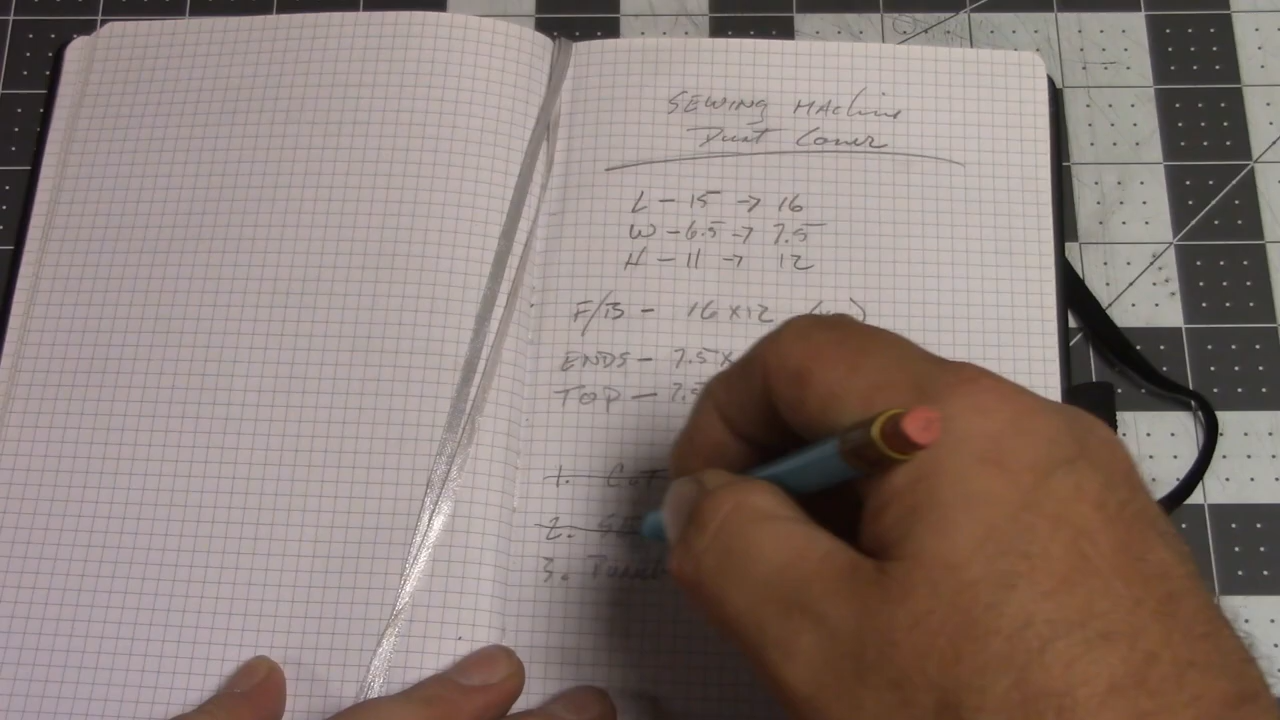 SEWING MACHINE
Dust Cover
L - 15 → 16
W - 6.5 → 7.5
H - 11 → 12
F/B - 16 x 12
ENDS - 7.5 x
TOP - 7.5
1. Cut
2.
3.